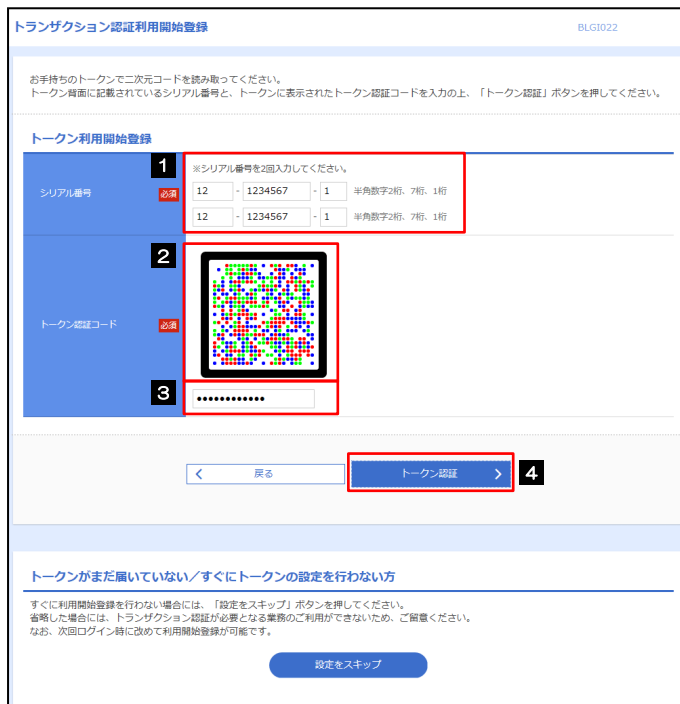 トランザクション認証利用開始登録
BLGI022
お手持ちのトークンで二次元コードを読み取ってください。
トークン背面に記載されているシリアル番号と、トークンに表示されたトークン認証コードを入力の上、「トークン認証」ボタンを押してください。
トークン利用開始登録
1
※シリアル番号を2回入力してください。
シリアル番号 必須
12 - 1234567 - 1 半角数字2桁、7桁、1桁
12 - 1234567 - 1 半角数字2桁、7桁、1桁
2
トークン認証コード 必須
3
••••••••••••
戻る
トークン認証
4
トークンがまだ届いていない／すぐにトークンの設定を行わない方
すぐに利用開始登録を行わない場合には、「設定をスキップ」ボタンを押してください。
省略した場合には、トランザクション認証が必要となる業務のご利用ができないため、ご留意ください。
なお、次回ログイン時に改めて利用開始登録が可能です。
設定をスキップ